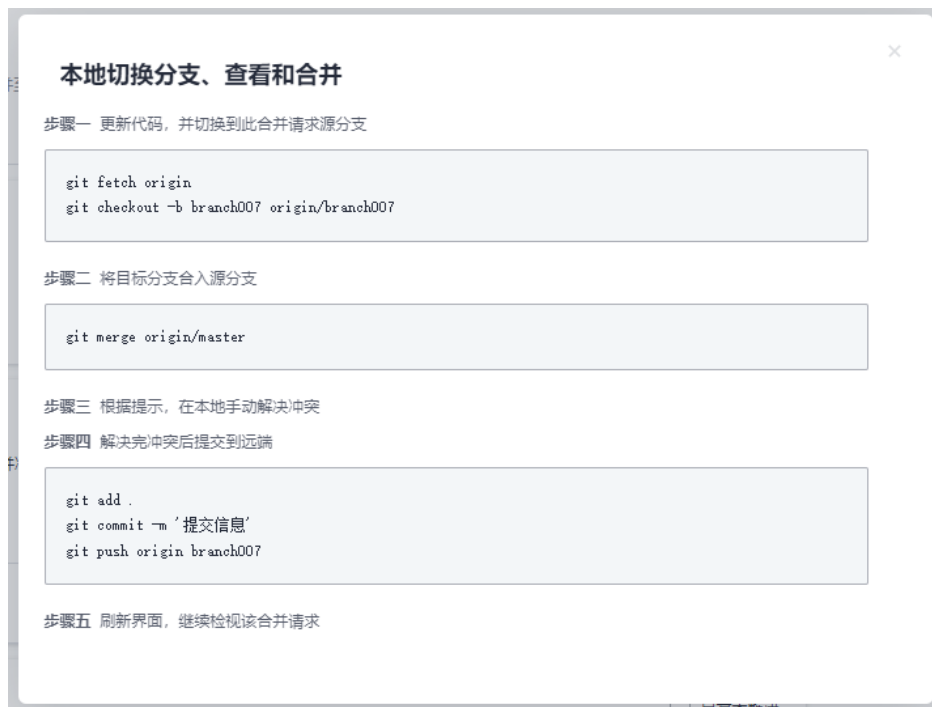 本地切换分支、查看和合并
步骤一 更新代码，并切换到此合并请求源分支
git fetch origin
git checkout -b branch007 origin/branch007
步骤二 将目标分支合入源分支
git merge origin/master
步骤三 根据提示，在本地手动解决冲突
步骤四 解决完冲突后提交到远端
git add .
git commit -m '提交信息'
git push origin branch007
步骤五 刷新界面，继续检视该合并请求